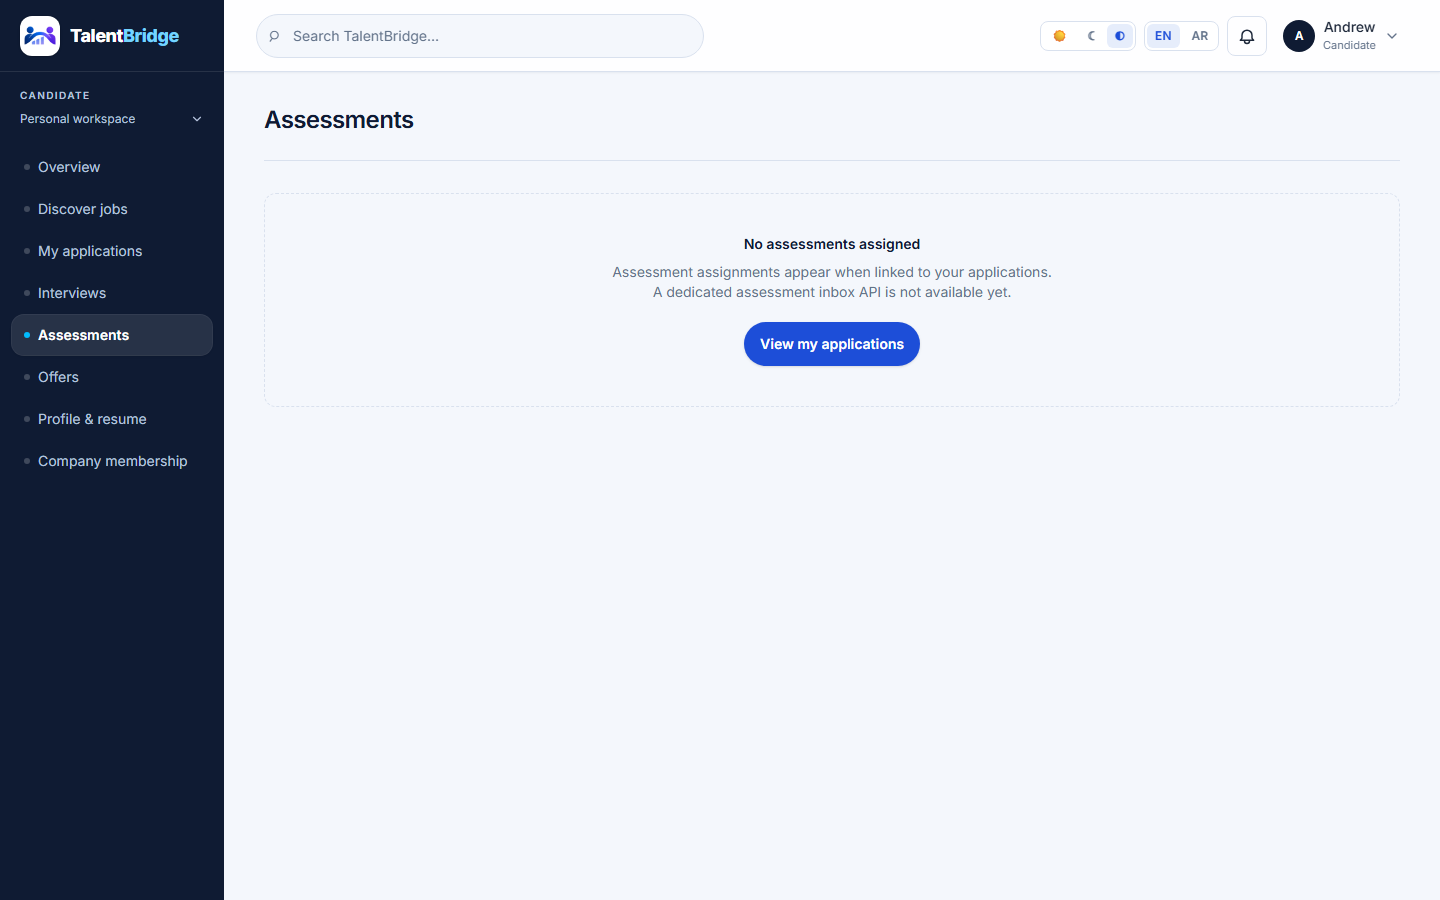 TalentBridge
Search TalentBridge...
EN
AR
A
Andrew
Candidate
CANDIDATE
Personal workspace
Overview
Discover jobs
My applications
Interviews
Assessments
Offers
Profile & resume
Company membership
Assessments
No assessments assigned
Assessment assignments appear when linked to your applications.
A dedicated assessment inbox API is not available yet.
View my applications